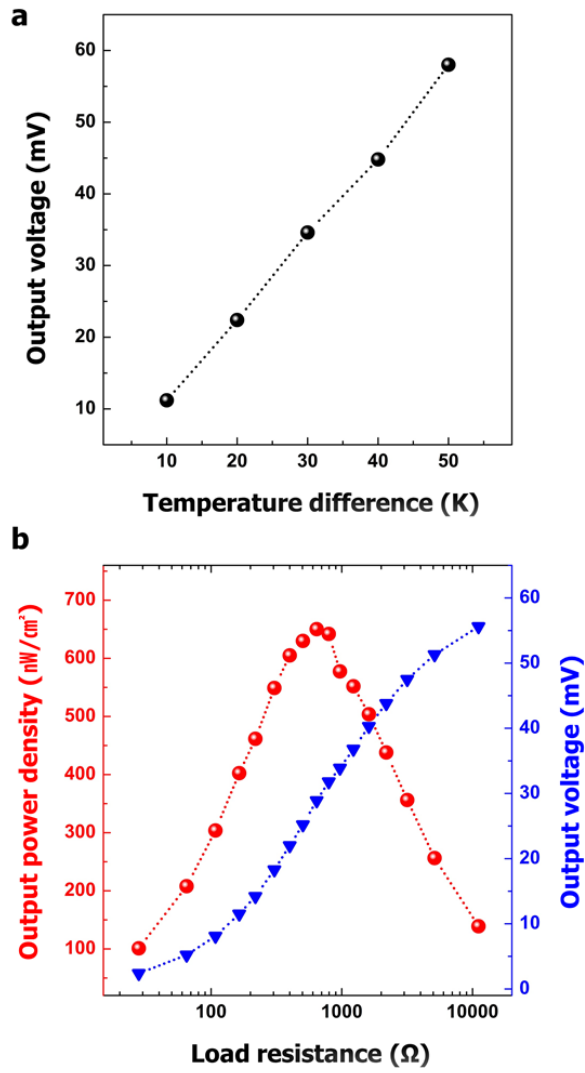 a
60
50
40
30
20
10
Output voltage (mV)
10 20 30 40 50
Temperature difference (K)
b
700
600
500
400
300
200
100
Output power density (㎻/㎠)
60
50
40
30
20
10
0
Output voltage (mV)
100 1000 10000
Load resistance (Ω)